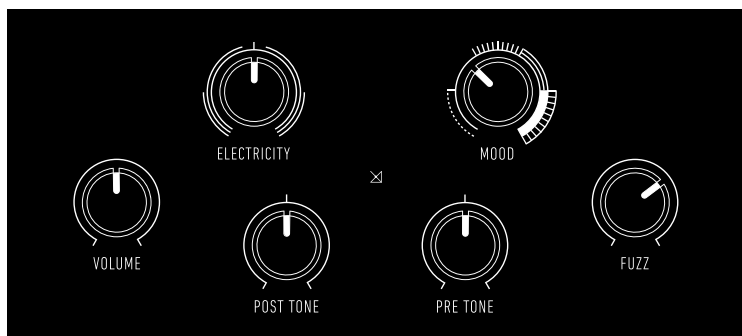 ELECTRICITY
MOOD
VOLUME
POST TONE
PRE TONE
FUZZ